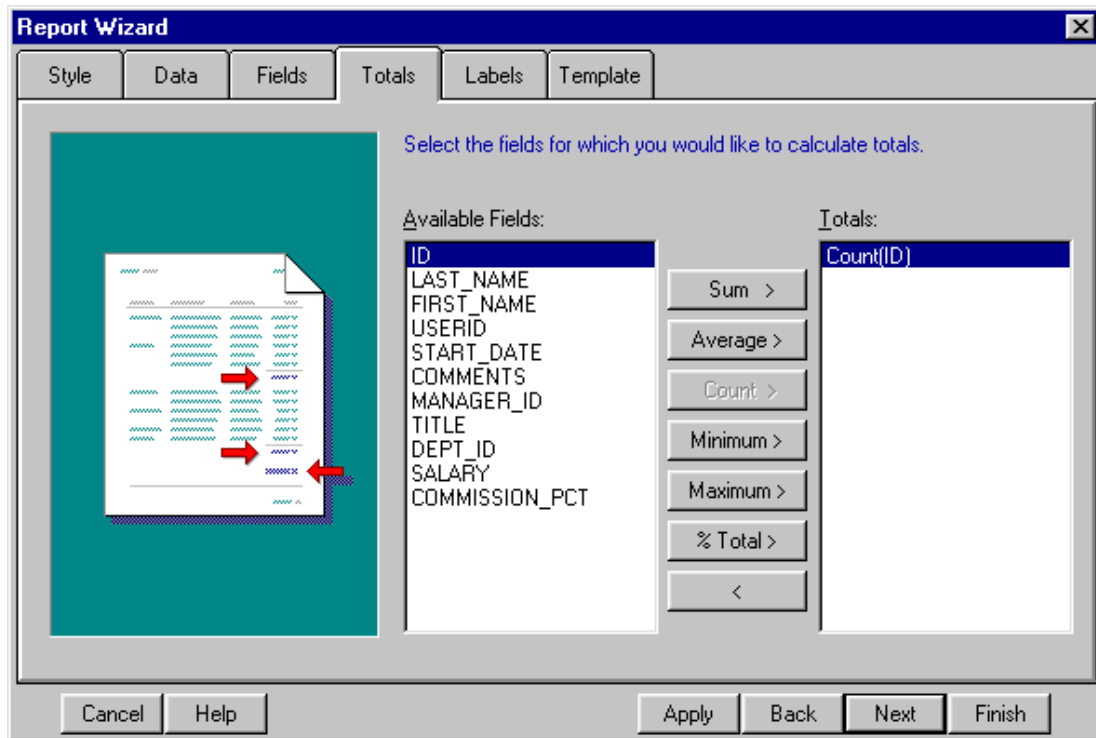 Report Wizard
Style Data Fields Totals Labels Template
Select the fields for which you would like to calculate totals.
Available Fields:
ID
LAST_NAME
FIRST_NAME
USERID
START_DATE
COMMENTS
MANAGER_ID
TITLE
DEPT_ID
SALARY
COMMISSION_PCT
Sum >
Average >
Count >
Minimum >
Maximum >
% Total >
<
Totals:
Count(ID)
Cancel Help Apply Back Next Finish